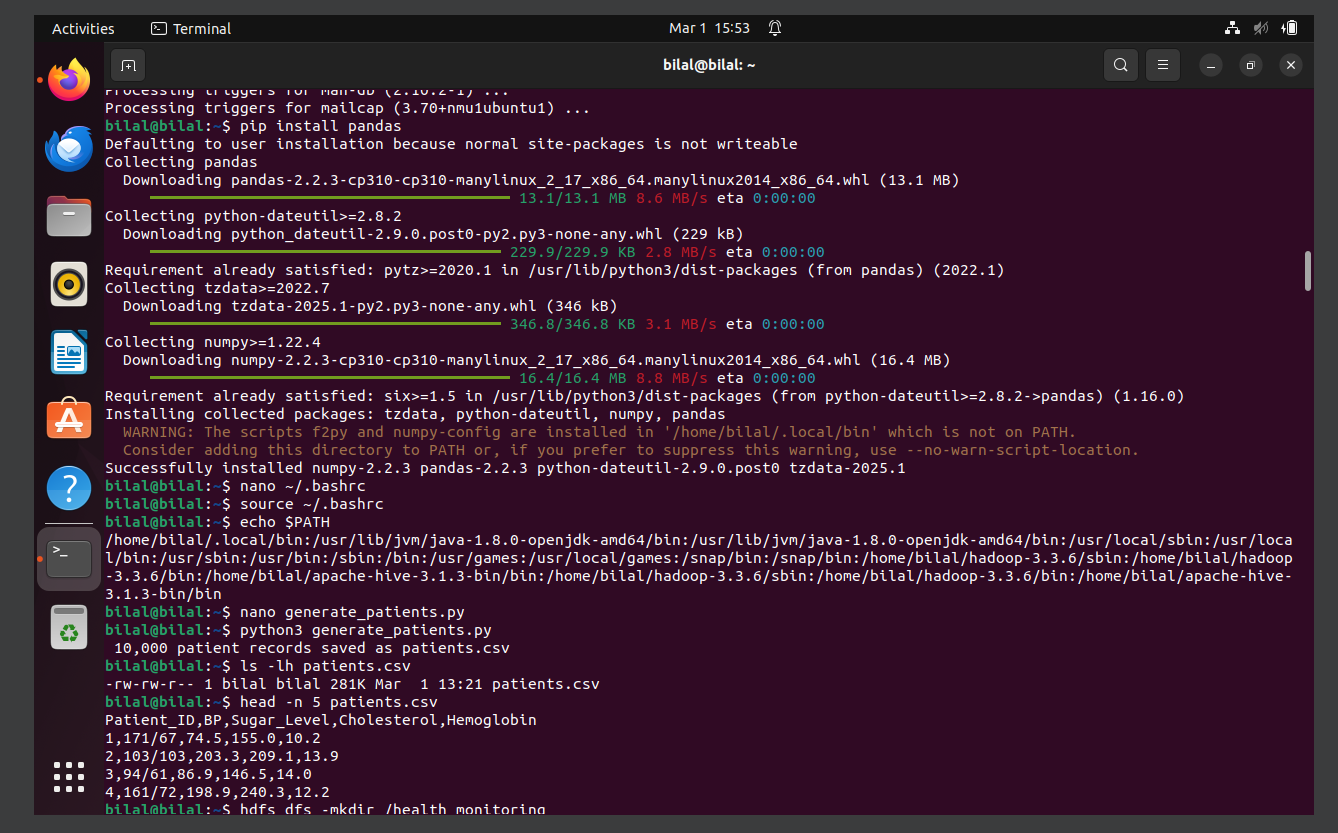 Activities
Terminal
Mar 1 15:53
bilal@bilal: ~
Processing triggers for man-db (2.10.2-1) ...
Processing triggers for mailcap (3.70+nmu1ubuntu1) ...
bilal@bilal:~$ pip install pandas
Defaulting to user installation because normal site-packages is not writeable
Collecting pandas
  Downloading pandas-2.2.3-cp310-cp310-manylinux_2_17_x86_64.manylinux2014_x86_64.whl (13.1 MB)
13.1/13.1 MB 8.6 MB/s eta 0:00:00
Collecting python-dateutil>=2.8.2
  Downloading python_dateutil-2.9.0.post0-py2.py3-none-any.whl (229 kB)
229.9/229.9 KB 2.8 MB/s eta 0:00:00
Requirement already satisfied: pytz>=2020.1 in /usr/lib/python3/dist-packages (from pandas) (2022.1)
Collecting tzdata>=2022.7
  Downloading tzdata-2025.1-py2.py3-none-any.whl (346 kB)
346.8/346.8 KB 3.1 MB/s eta 0:00:00
Collecting numpy>=1.22.4
  Downloading numpy-2.2.3-cp310-cp310-manylinux_2_17_x86_64.manylinux2014_x86_64.whl (16.4 MB)
16.4/16.4 MB 8.8 MB/s eta 0:00:00
Requirement already satisfied: six>=1.5 in /usr/lib/python3/dist-packages (from python-dateutil>=2.8.2->pandas) (1.16.0)
Installing collected packages: tzdata, python-dateutil, numpy, pandas
  WARNING: The scripts f2py and numpy-config are installed in '/home/bilal/.local/bin' which is not on PATH.
  Consider adding this directory to PATH or, if you prefer to suppress this warning, use --no-warn-script-location.
Successfully installed numpy-2.2.3 pandas-2.2.3 python-dateutil-2.9.0.post0 tzdata-2025.1
bilal@bilal:~$ nano ~/.bashrc
bilal@bilal:~$ source ~/.bashrc
bilal@bilal:~$ echo $PATH
/home/bilal/.local/bin:/usr/lib/jvm/java-1.8.0-openjdk-amd64/bin:/usr/lib/jvm/java-1.8.0-openjdk-amd64/bin:/usr/local/sbin:/usr/loca
l/bin:/usr/sbin:/usr/bin:/sbin:/bin:/usr/games:/usr/local/games:/snap/bin:/snap/bin:/home/bilal/hadoop-3.3.6/sbin:/home/bilal/hadoop
-3.3.6/bin:/home/bilal/apache-hive-3.1.3-bin/bin:/home/bilal/hadoop-3.3.6/sbin:/home/bilal/hadoop-3.3.6/bin:/home/bilal/apache-hive-
3.1.3-bin/bin
bilal@bilal:~$ nano generate_patients.py
bilal@bilal:~$ python3 generate_patients.py
 10,000 patient records saved as patients.csv
bilal@bilal:~$ ls -lh patients.csv
-rw-rw-r-- 1 bilal bilal 281K Mar  1 13:21 patients.csv
bilal@bilal:~$ head -n 5 patients.csv
Patient_ID,BP,Sugar_Level,Cholesterol,Hemoglobin
1,171/67,74.5,155.0,10.2
2,103/103,203.3,209.1,13.9
3,94/61,86.9,146.5,14.0
4,161/72,198.9,240.3,12.2
bilal@bilal:~$ hdfs dfs -mkdir /health_monitoring